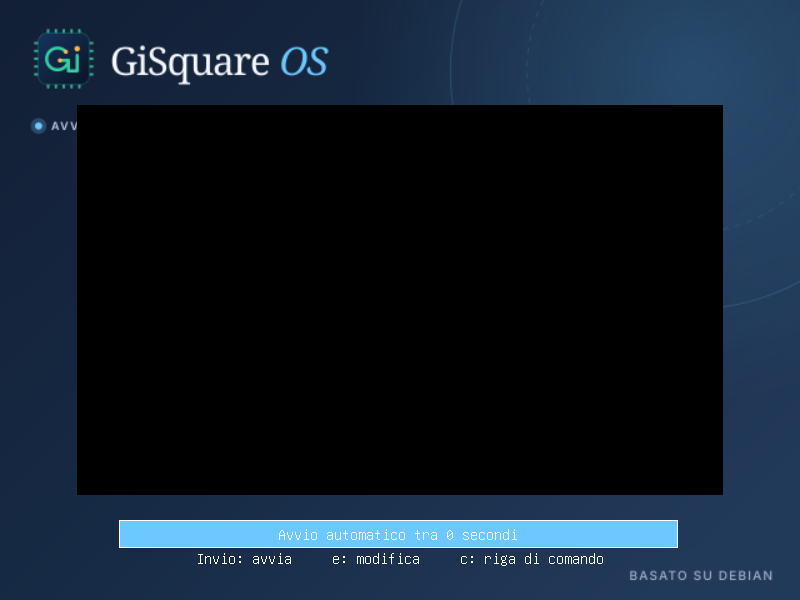 GiSquare OS
AVV
Avvio automatico tra 0 secondi
Invio: avvia e: modifica c: riga di comando
BASATO SU DEBIAN